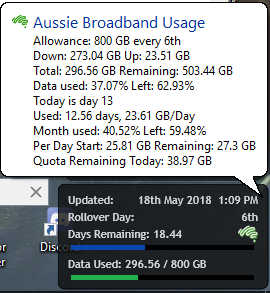 Aussie Broadband Usage
Allowance: 800 GB every 6th
Down: 273.04 GB Up: 23.51 GB
Total: 296.56 GB Remaining: 503.44 GB
Data used: 37.07% Left: 62.93%
Today is day 13
Used: 12.56 days, 23.61 GB/Day
Month used: 40.52% Left: 59.48%
Per Day Start: 25.81 GB Remaining: 27.3 GB
Quota Remaining Today: 38.97 GB
Updated: 18th May 2018 1:09 PM
Rollover Day: 6th
Days Remaining: 18.44
Data Used: 296.56 / 800 GB